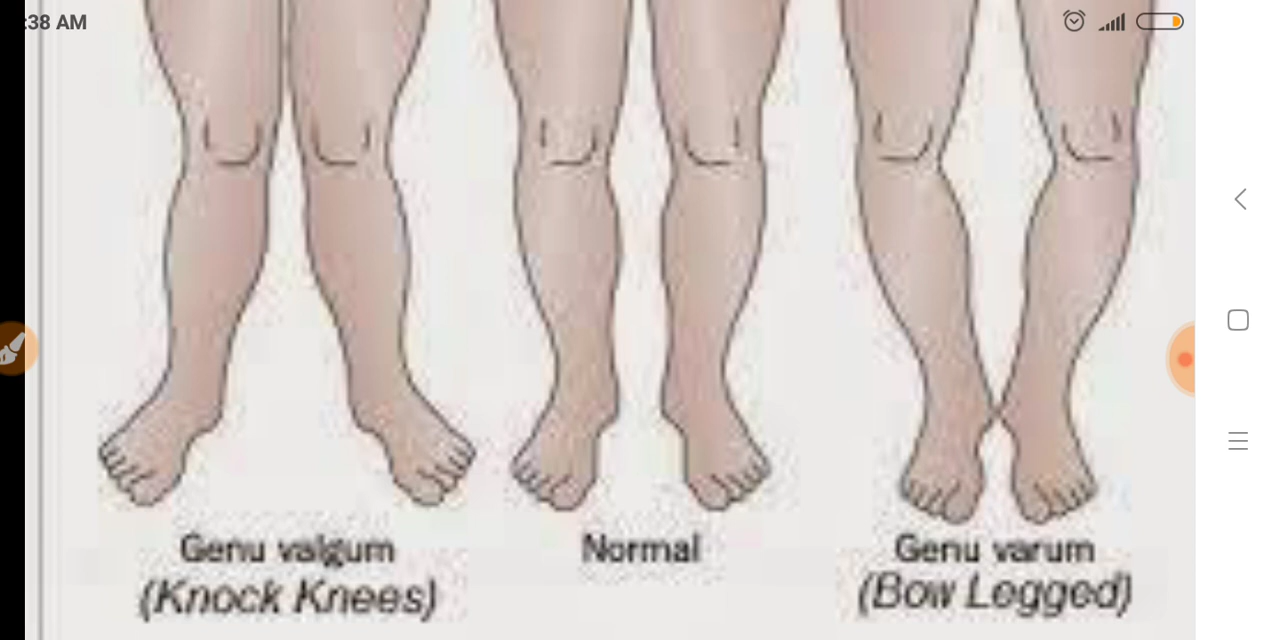 :38 AM
Genu valgum
(Knock Knees)
Normal
Genu varum
(Bow Legged)